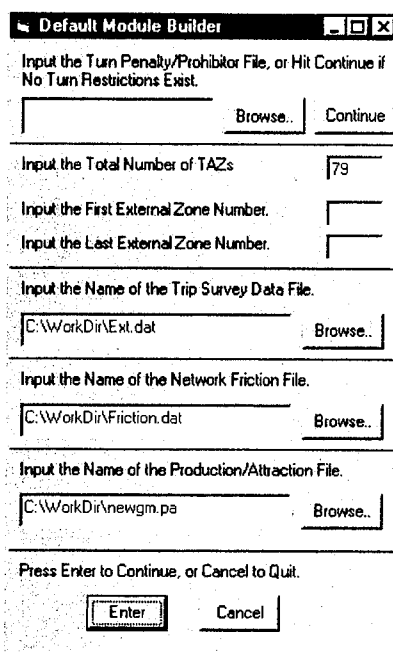 Default Module Builder
Input the Turn Penalty/Prohibitor File, or Hit Continue if
No Turn Restrictions Exist.
Browse.. Continue
Input the Total Number of TAZs 79
Input the First External Zone Number.
Input the Last External Zone Number.
Input the Name of the Trip Survey Data File.
C:\WorkDir\Ext.dat Browse..
Input the Name of the Network Friction File.
C:\WorkDir\Friction.dat Browse..
Input the Name of the Production/Attraction File.
C:\WorkDir\newgm.pa Browse..
Press Enter to Continue, or Cancel to Quit.
Enter Cancel